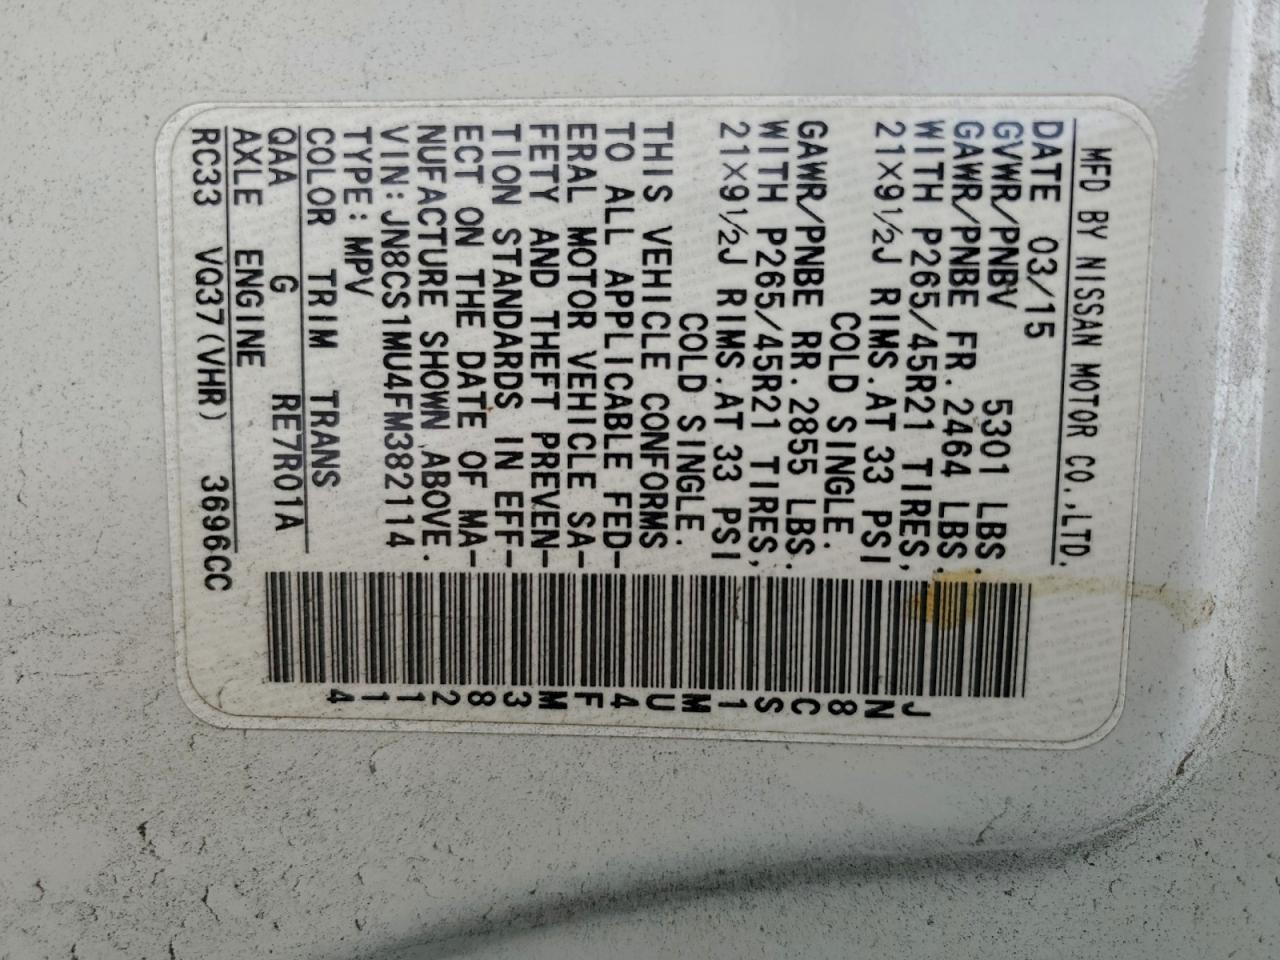 MFD BY NISSAN MOTOR CO.,LTD.
DATE 03/15
GVWR/PNBV 5301 LBS.
GAWR/PNBE FR. 2464 LBS.
WITH P265/45R21 TIRES,
21×9½J RIMS.AT 33 PSI
COLD SINGLE.
GAWR/PNBE RR. 2855 LBS.
WITH P265/45R21 TIRES,
21×9½J RIMS.AT 33 PSI
COLD SINGLE.
THIS VEHICLE CONFORMS
TO ALL APPLICABLE FED-
ERAL MOTOR VEHICLE SA-
FETY AND THEFT PREVEN-
TION STANDARDS IN EFF-
ECT ON THE DATE OF MA-
NUFACTURE SHOWN ABOVE.
VIN: JN8CS1MU4FM382114
TYPE: MPV
COLOR TRIM TRANS
QAA G RE7R01A
AXLE ENGINE
RC33 VQ37(VHR) 3696CC
JN8CS1MU4FM382114